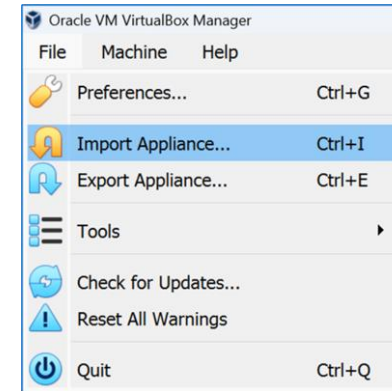 Oracle VM VirtualBox Manager
File Machine Help
Preferences... Ctrl+G
Import Appliance... Ctrl+I
Export Appliance... Ctrl+E
Tools
Check for Updates...
Reset All Warnings
Quit Ctrl+Q